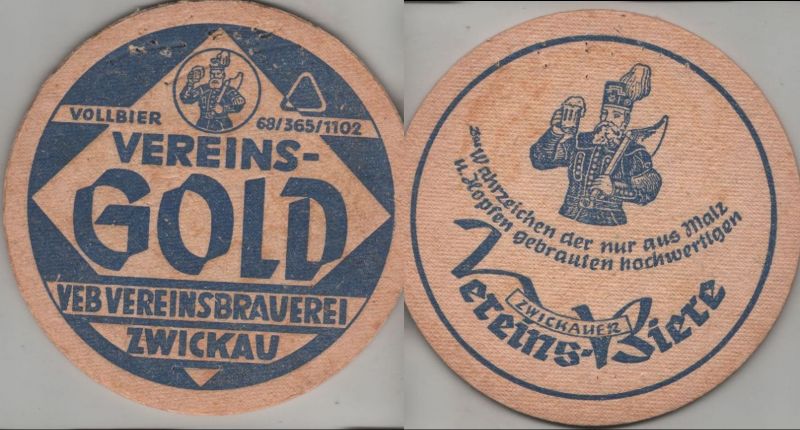 VOLLBIER
68/365/1102
VEREINS-
GOLD
VEB VEREINSBRAUEREI
ZWICKAU
Wahrzeichen der nur aus Malz
u. Hopfen gebrauten hochwertigen
ZWICKAUER
Vereins-Biere